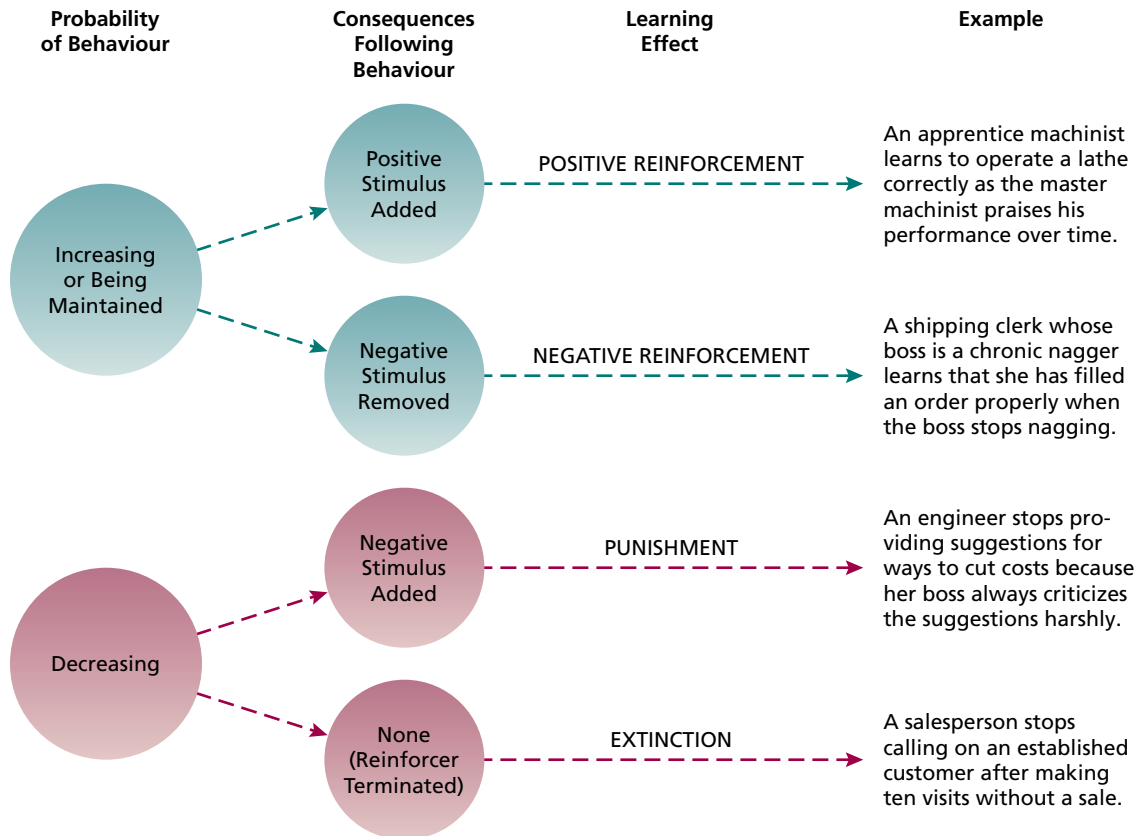 Probability
of Behaviour
Consequences
Following
Behaviour
Learning
Effect
Example
Increasing
or Being
Maintained
Positive
Stimulus
Added
POSITIVE REINFORCEMENT
An apprentice machinist
learns to operate a lathe
correctly as the master
machinist praises his
performance over time.
Negative
Stimulus
Removed
NEGATIVE REINFORCEMENT
A shipping clerk whose
boss is a chronic nagger
learns that she has filled
an order properly when
the boss stops nagging.
Decreasing
Negative
Stimulus
Added
PUNISHMENT
An engineer stops pro-
viding suggestions for
ways to cut costs because
her boss always criticizes
the suggestions harshly.
None
(Reinforcer
Terminated)
EXTINCTION
A salesperson stops
calling on an established
customer after making
ten visits without a sale.